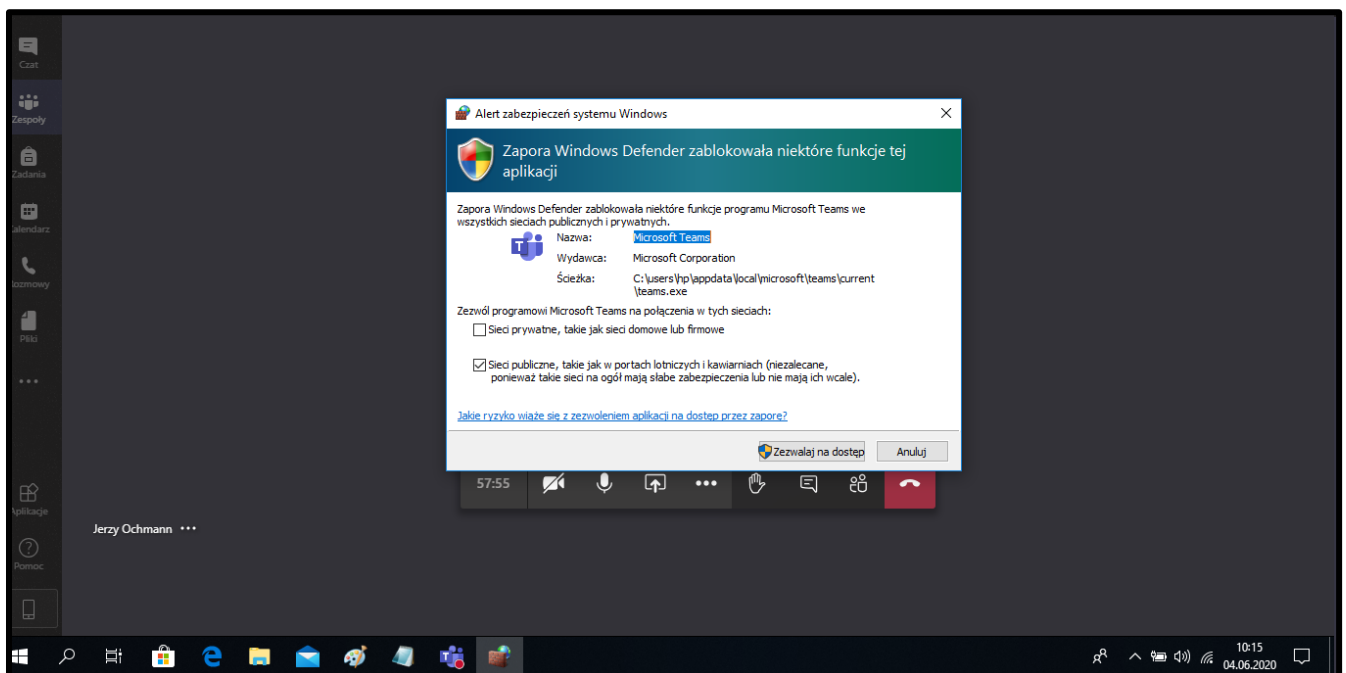 Czat
Zespoły
Zadania
alendarz
ozmowy
Pliki
Aplikacje
Pomoc
Alert zabezpieczeń systemu Windows
Zapora Windows Defender zablokowała niektóre funkcje tej
aplikacji
Zapora Windows Defender zablokowała niektóre funkcje programu Microsoft Teams we
wszystkich sieciach publicznych i prywatnych.
Nazwa: Microsoft Teams
Wydawca: Microsoft Corporation
Ścieżka: C:\users\hp\appdata\local\microsoft\teams\current
\teams.exe
Zezwól programowi Microsoft Teams na połączenia w tych sieciach:
Sieci prywatne, takie jak sieci domowe lub firmowe
Sieci publiczne, takie jak w portach lotniczych i kawiarniach (niezalecane,
ponieważ takie sieci na ogół mają słabe zabezpieczenia lub nie mają ich wcale).
Jakie ryzyko wiąże się z zezwoleniem aplikacji na dostęp przez zaporę?
Zezwalaj na dostęp Anuluj
57:55
Jerzy Ochmann
10:15
04.06.2020